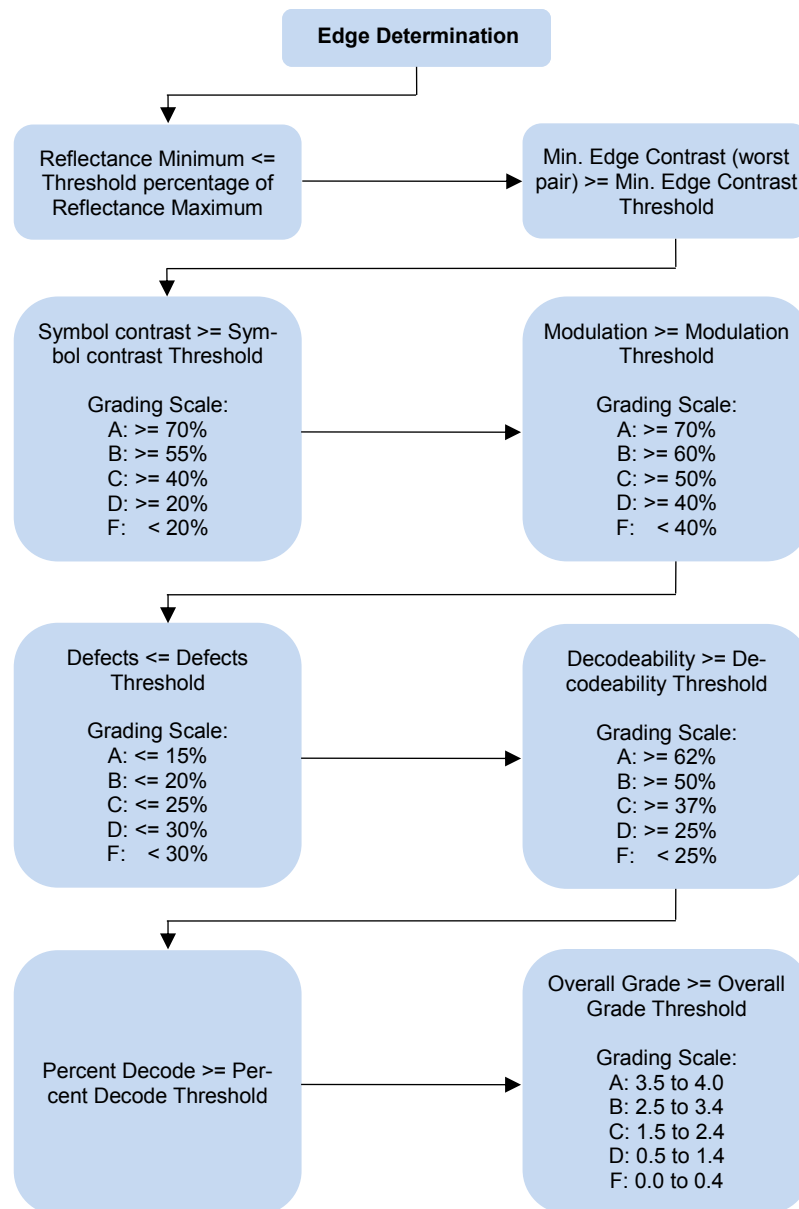 Edge Determination
Reflectance Minimum <=
Threshold percentage of
Reflectance Maximum
Min. Edge Contrast (worst
pair) >= Min. Edge Contrast
Threshold
Symbol contrast >= Sym-
bol contrast Threshold
Grading Scale:
A: >= 70%
B: >= 55%
C: >= 40%
D: >= 20%
F: < 20%
Modulation >= Modulation
Threshold
Grading Scale:
A: >= 70%
B: >= 60%
C: >= 50%
D: >= 40%
F: < 40%
Defects <= Defects
Threshold
Grading Scale:
A: <= 15%
B: <= 20%
C: <= 25%
D: <= 30%
F: < 30%
Decodeability >= De-
codeability Threshold
Grading Scale:
A: >= 62%
B: >= 50%
C: >= 37%
D: >= 25%
F: < 25%
Percent Decode >= Per-
cent Decode Threshold
Overall Grade >= Overall
Grade Threshold
Grading Scale:
A: 3.5 to 4.0
B: 2.5 to 3.4
C: 1.5 to 2.4
D: 0.5 to 1.4
F: 0.0 to 0.4